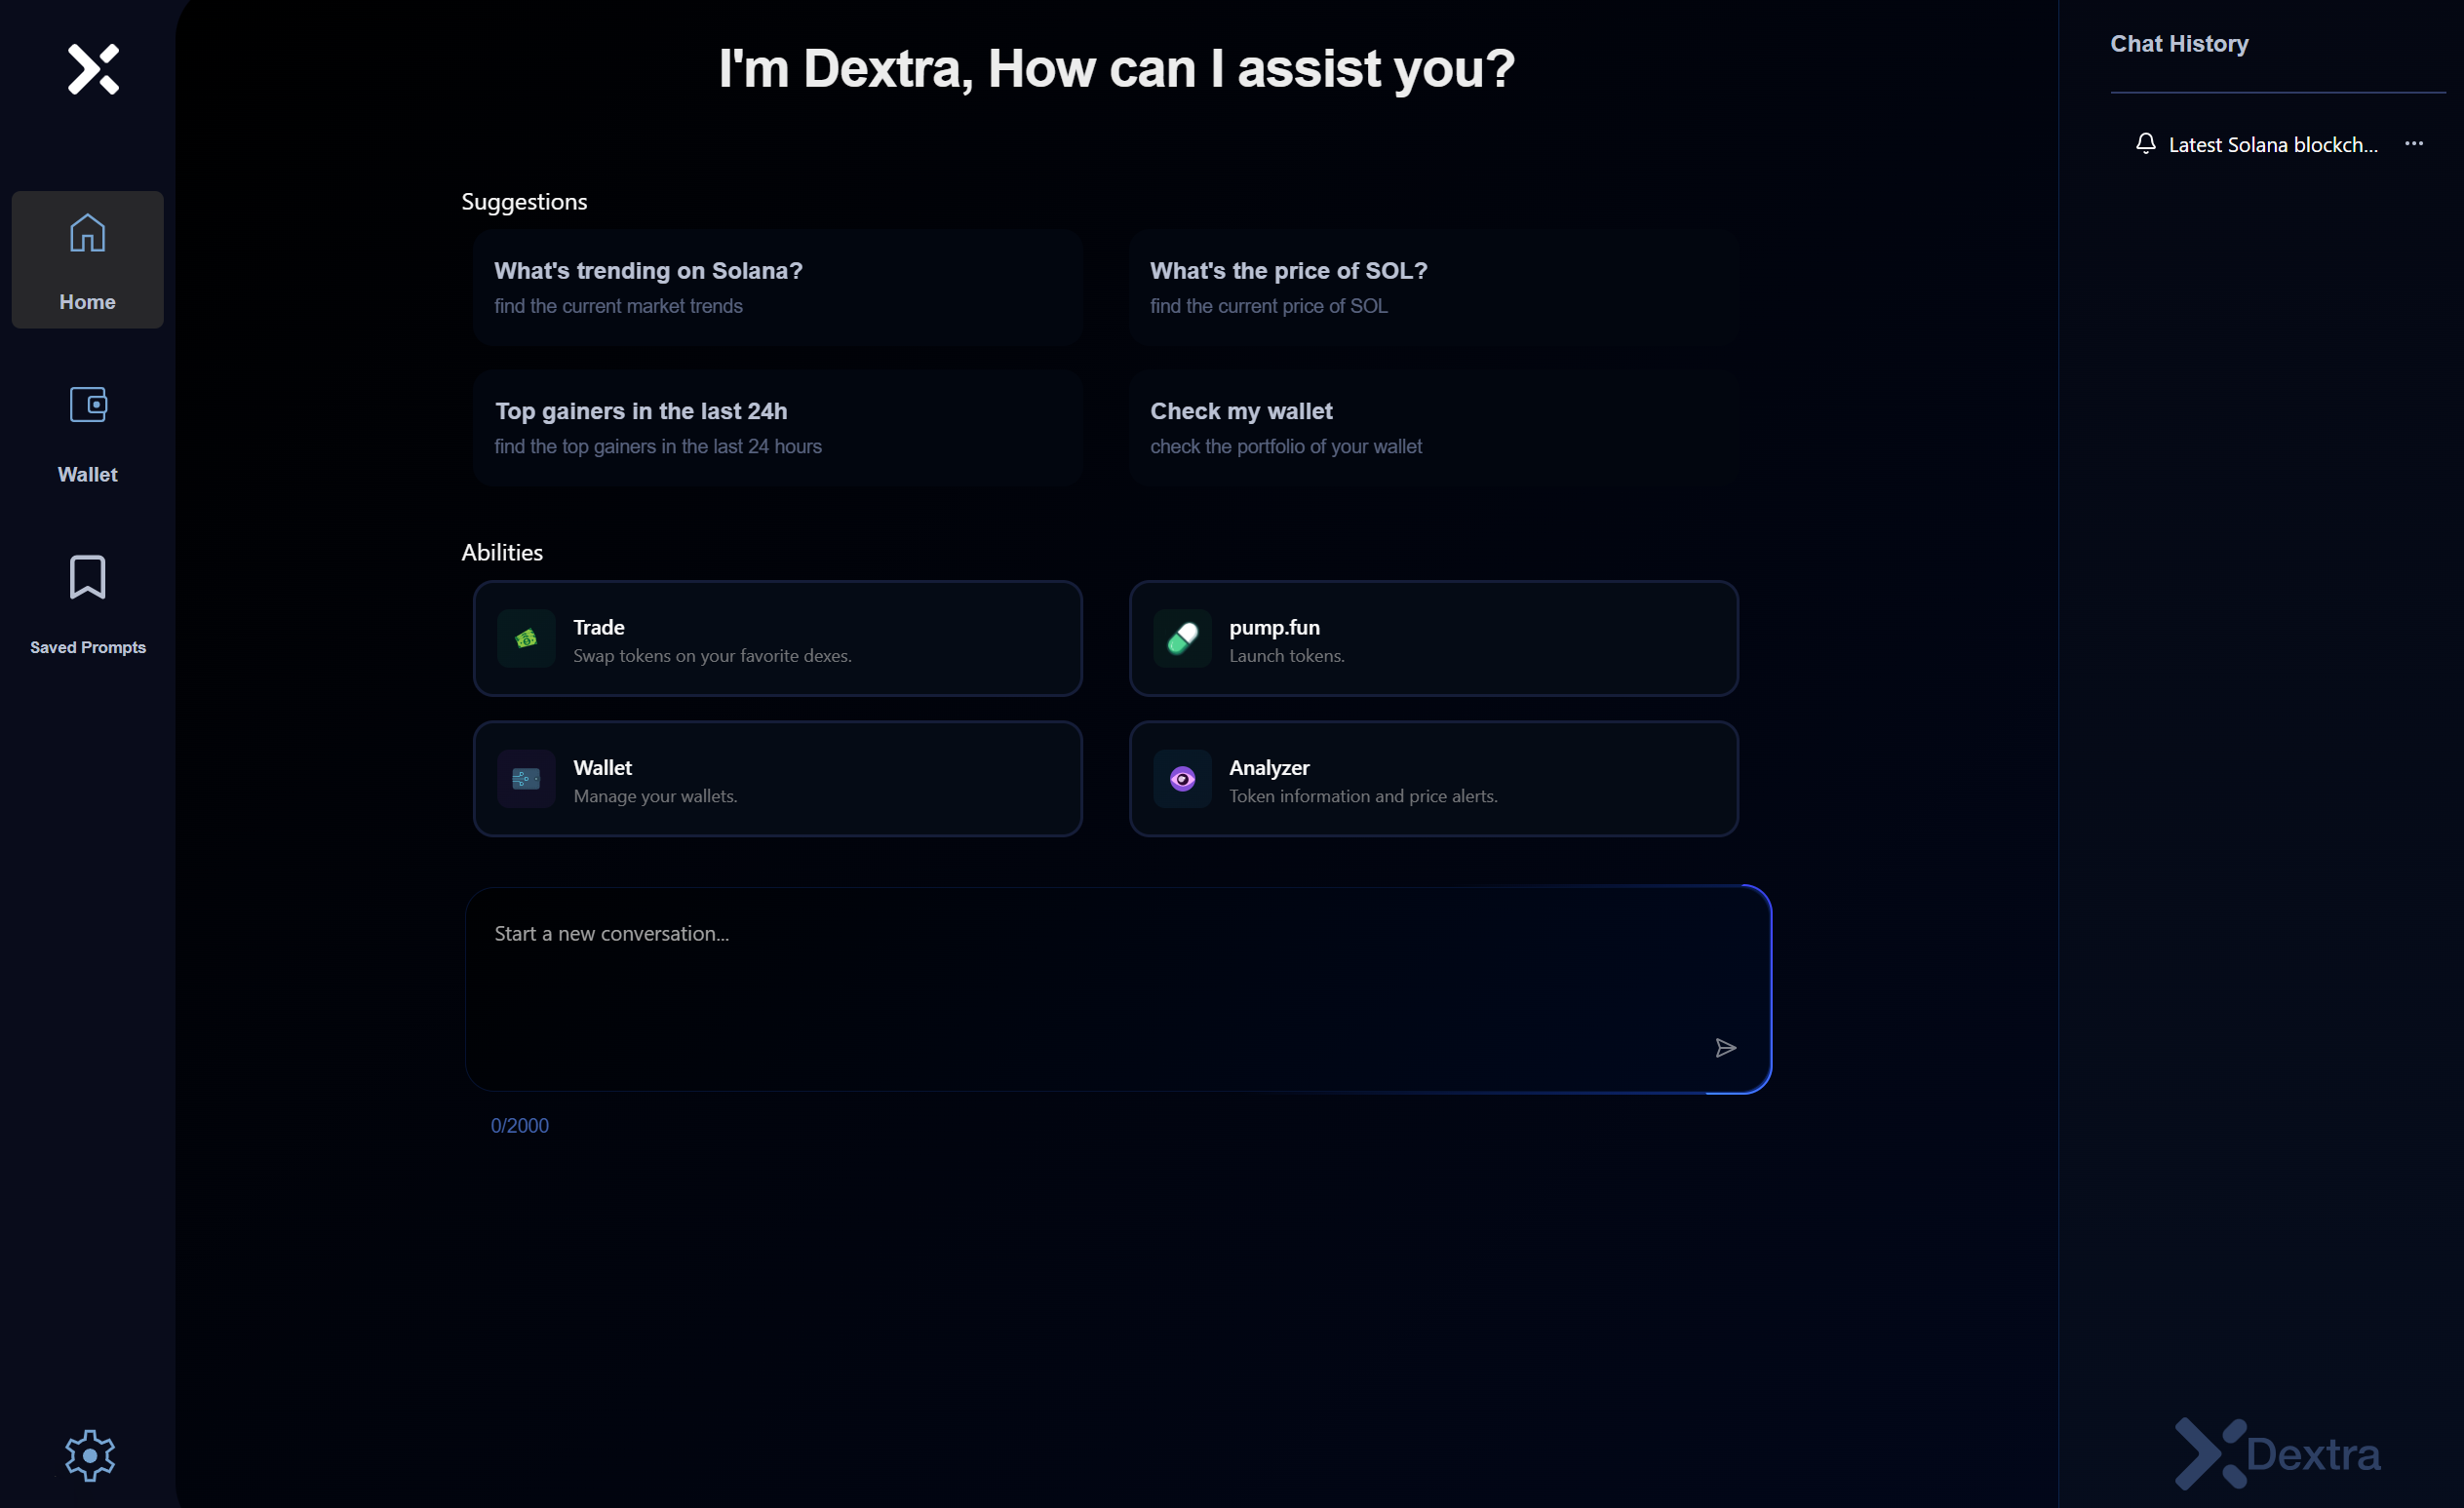 I'm Dextra, How can I assist you?
Home
Wallet
Saved Prompts
Suggestions
What's trending on Solana?
find the current market trends
What's the price of SOL?
find the current price of SOL
Top gainers in the last 24h
find the top gainers in the last 24 hours
Check my wallet
check the portfolio of your wallet
Abilities
Trade
Swap tokens on your favorite dexes.
pump.fun
Launch tokens.
Wallet
Manage your wallets.
Analyzer
Token information and price alerts.
Start a new conversation...
0/2000
Chat History
Latest Solana blockch...
Dextra